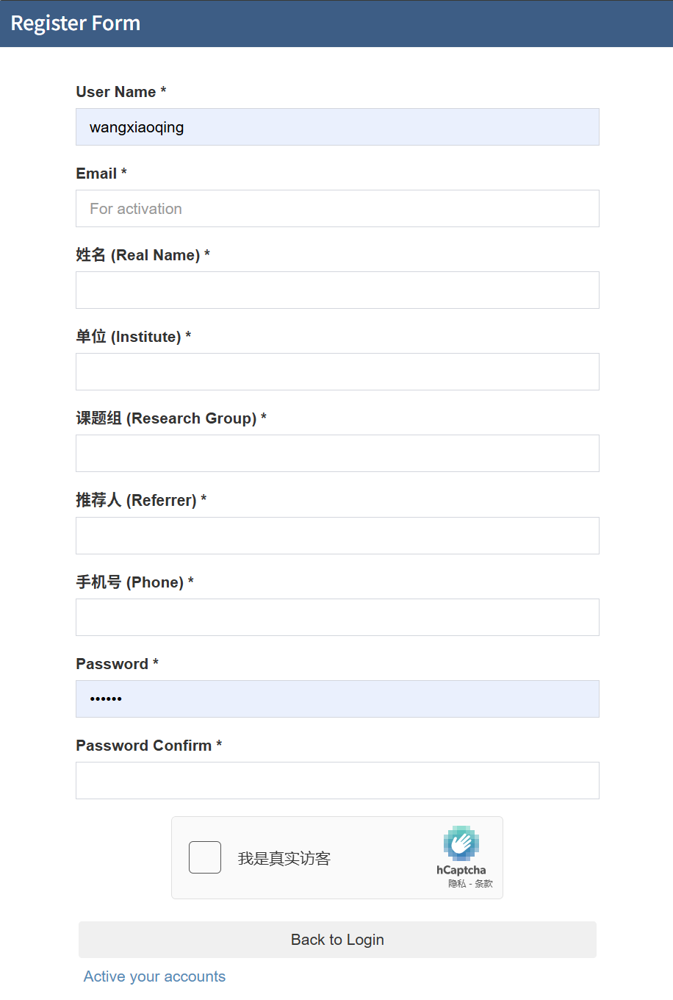 Register Form
User Name *
wangxiaoqing
Email *
For activation
姓名 (Real Name) *
单位 (Institute) *
课题组 (Research Group) *
推荐人 (Referrer) *
手机号 (Phone) *
Password *
••••••
Password Confirm *
我是真实访客
hCaptcha
隐私 - 条款
Back to Login
Active your accounts